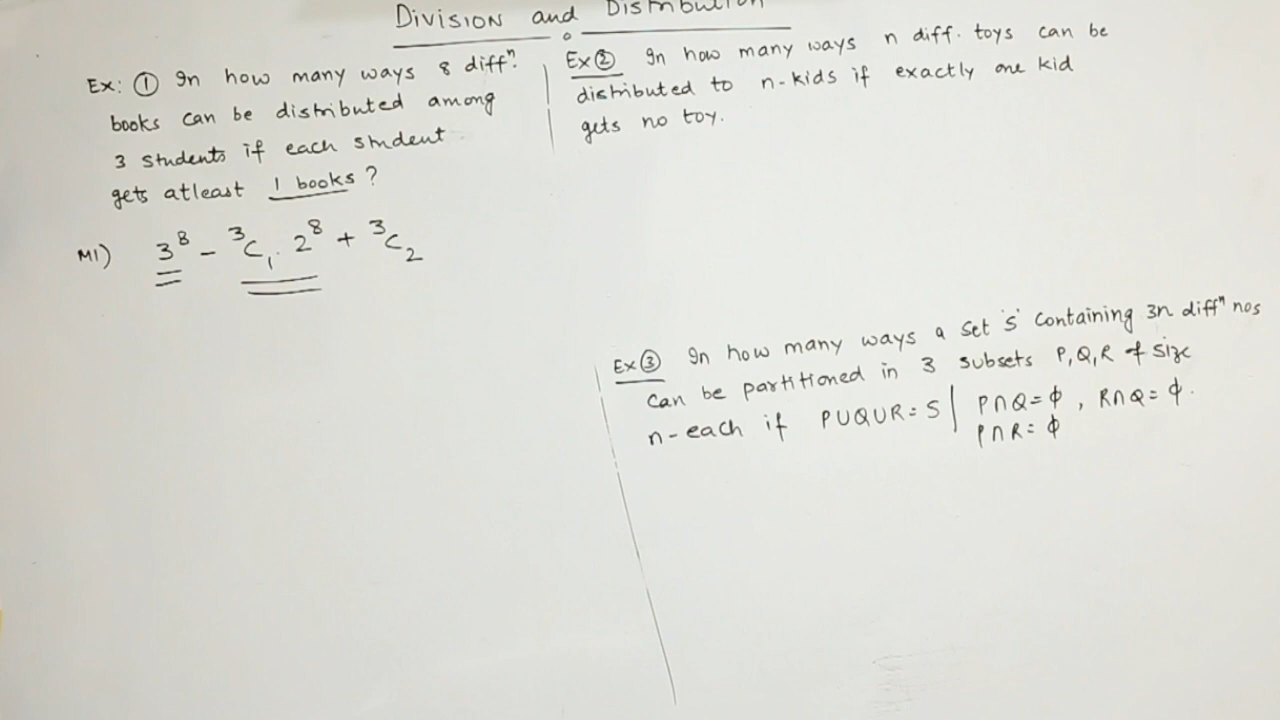 Division and Distribution
Ex: ① In how many ways 8 diffⁿ.
books can be distributed among
3 students if each student
gets atleast 1 books?
M1) 3⁸ - ³C₁. 2⁸ + ³C₂
Ex② In how many ways n diff. toys can be
distributed to n-kids if exactly one kid
gets no toy.
Ex③ In how many ways a set 'S' containing 3n diffⁿ nos
can be partitioned in 3 subsets P,Q,R of size
n-each if P∪Q∪R=S | P∩Q=ϕ, R∩Q=ϕ.
P∩R=ϕ